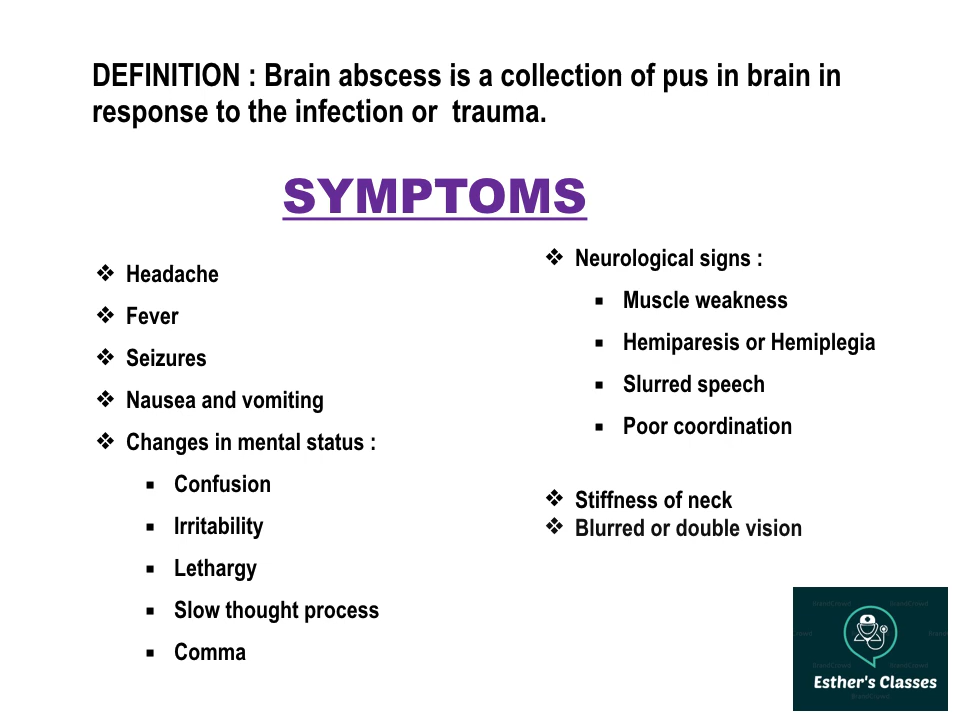 DEFINITION : Brain abscess is a collection of pus in brain in
response to the infection or  trauma.
SYMPTOMS
❖ Headache
❖ Fever
❖ Seizures
❖ Nausea and vomiting
❖ Changes in mental status :
▪ Confusion
▪ Irritability
▪ Lethargy
▪ Slow thought process
▪ Comma
❖ Neurological signs :
▪ Muscle weakness
▪ Hemiparesis or Hemiplegia
▪ Slurred speech
▪ Poor coordination
❖ Stiffness of neck
❖ Blurred or double vision
Esther's Classes